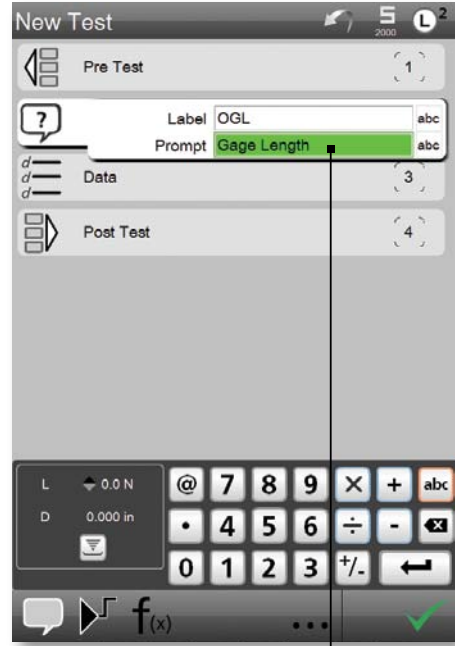 New Test 5 2000 L2
Pre Test 1
?
Label OGL abc
Prompt Gage Length abc
d
d
d
Data 3
Post Test 4
L 0.0 N
D 0.000 in
@ 7 8 9 × + abc
• 4 5 6 ÷ -
0 1 2 3 +/-
f(x) ...